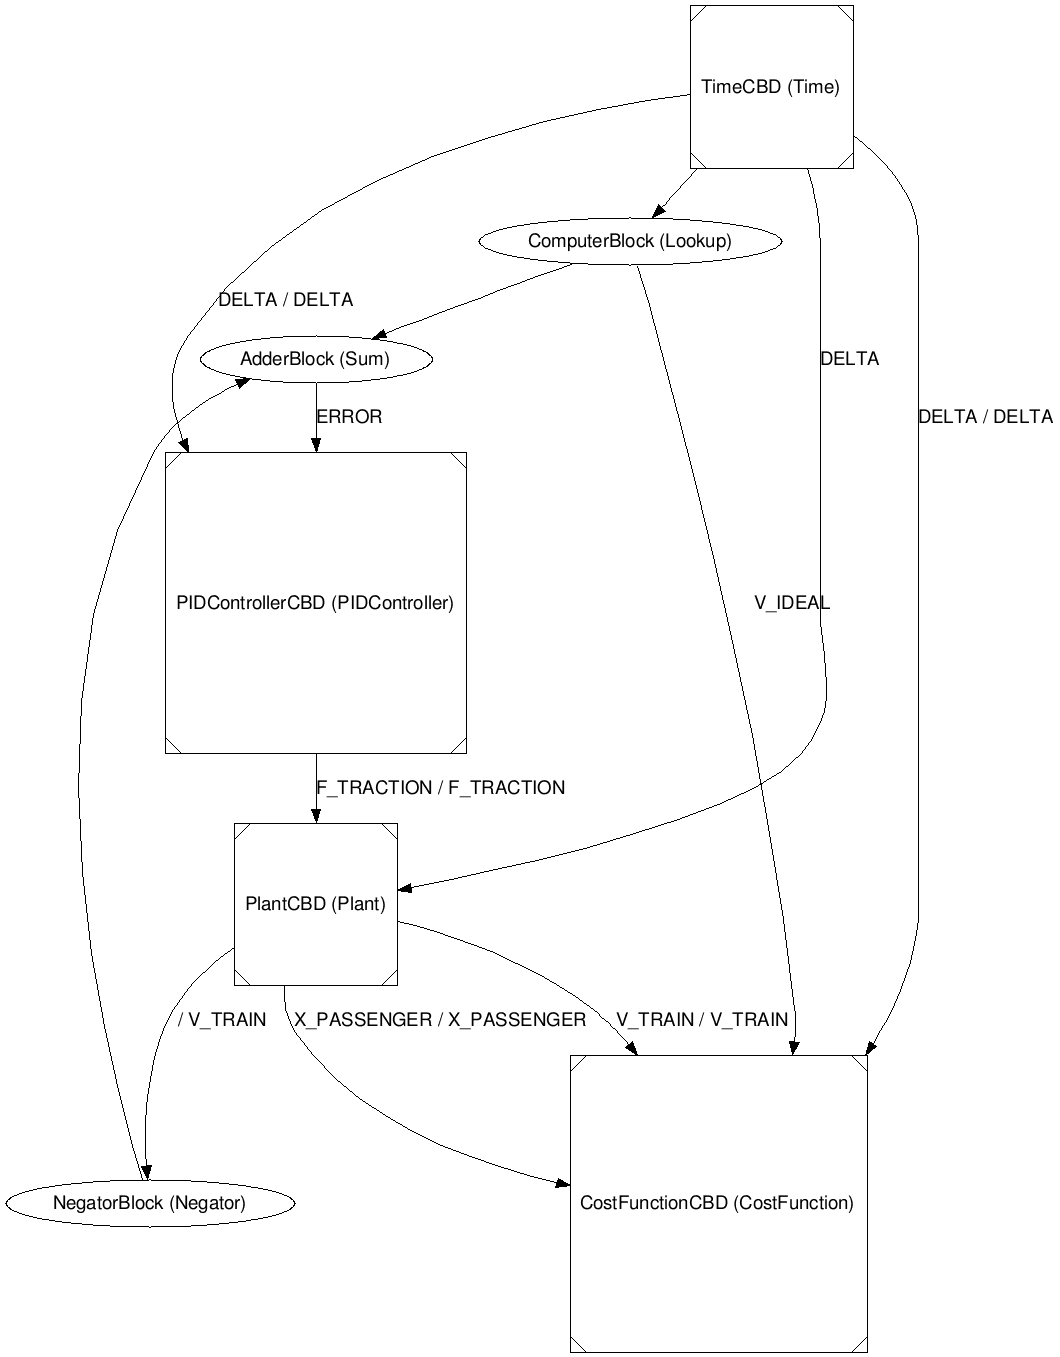 TimeCBD (Time)
ComputerBlock (Lookup)
DELTA / DELTA
AdderBlock (Sum)
DELTA
ERROR
DELTA / DELTA
PIDControllerCBD (PIDController)
V_IDEAL
F_TRACTION / F_TRACTION
PlantCBD (Plant)
/ V_TRAIN
X_PASSENGER / X_PASSENGER
V_TRAIN / V_TRAIN
NegatorBlock (Negator)
CostFunctionCBD (CostFunction)